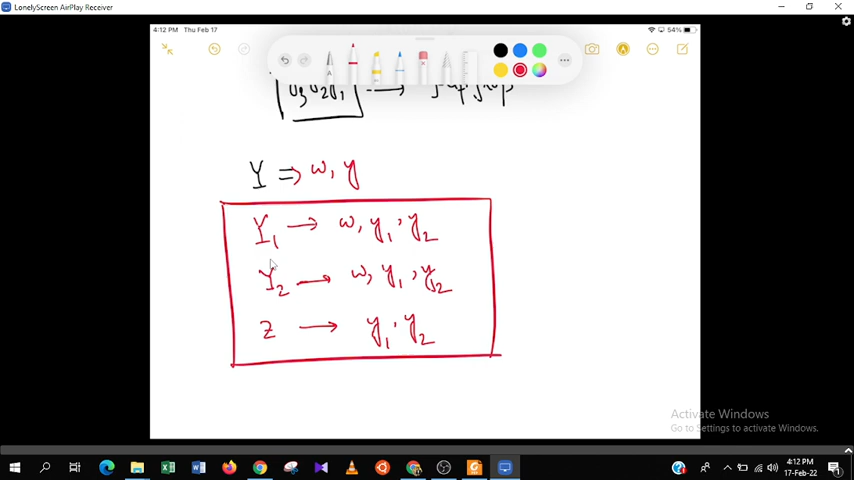 LonelyScreen AirPlay Receiver
4:12 PM Thu Feb 17
54%
A
Y ⇒ w, y
Y₁ → w, y₁, y₂
Y₂ → w, y₁, y₂
z → y₁, y₂
Activate Windows
Go to Settings to activate Windows.
4:12 PM
17-Feb-22